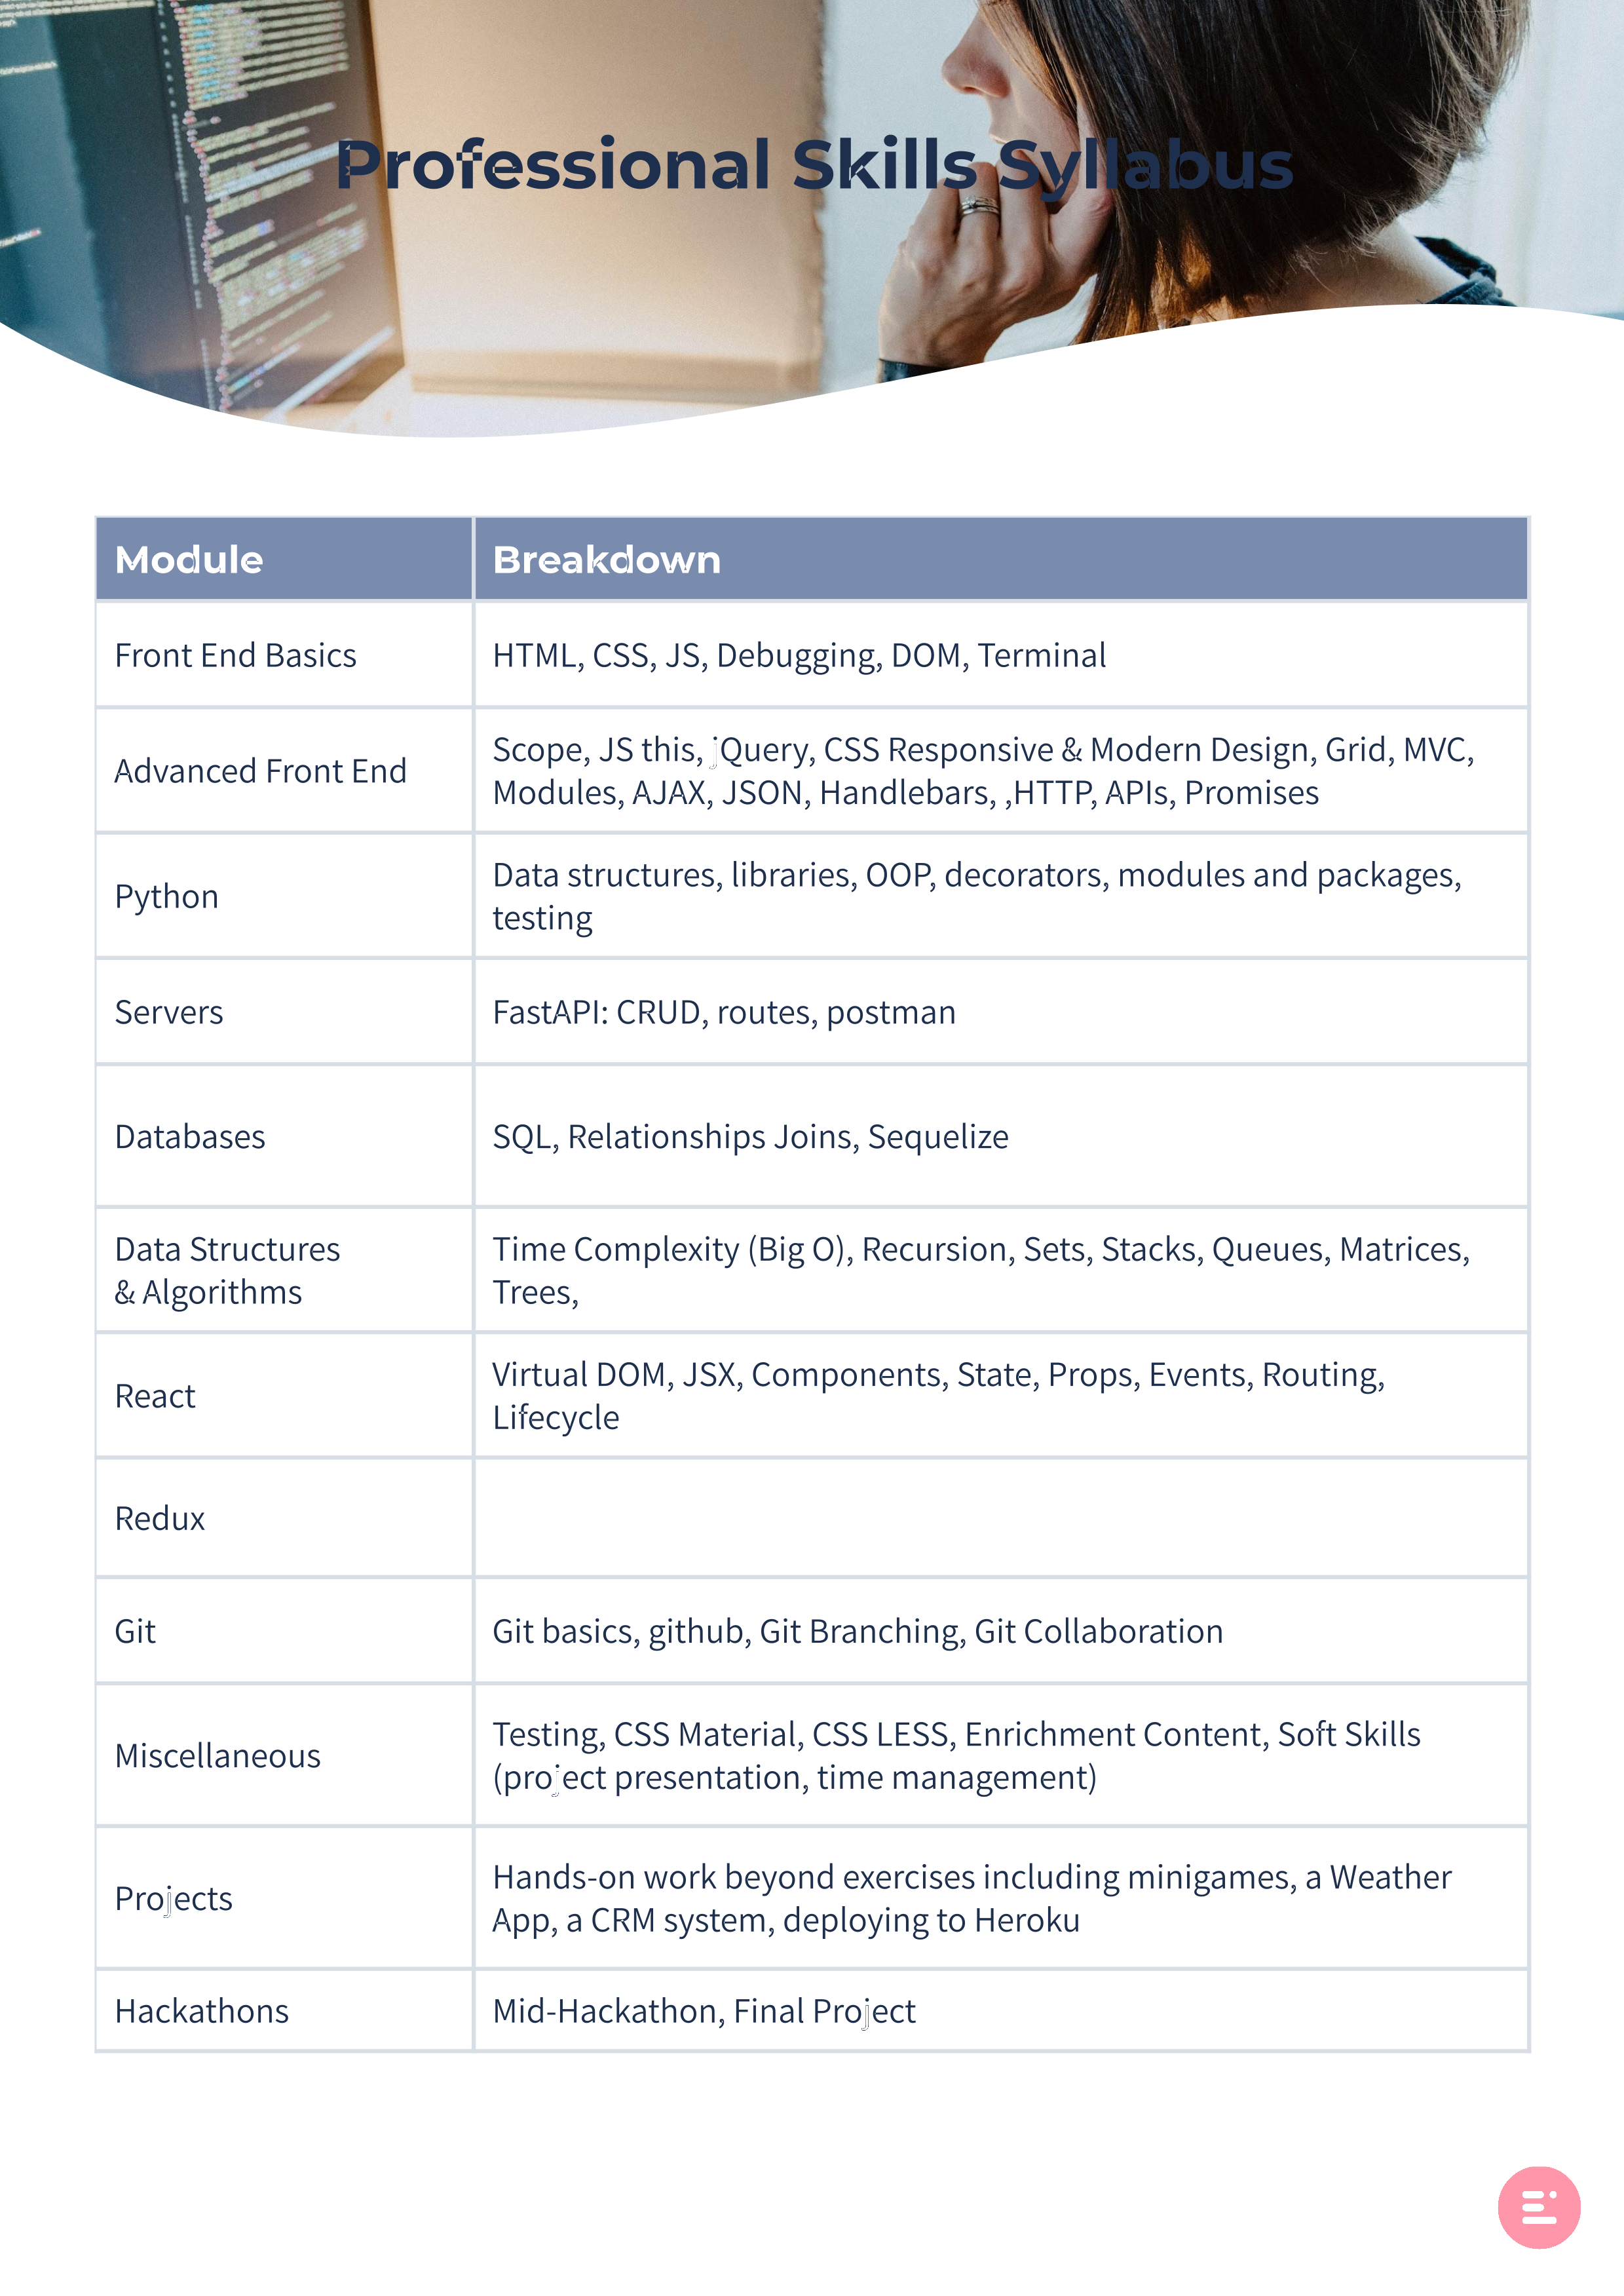 Professional Skills Syllabus
Module
Breakdown
Front End Basics
HTML, CSS, JS, Debugging, DOM, Terminal
Advanced Front End
Scope, JS this, jQuery, CSS Responsive & Modern Design, Grid, MVC,
Modules, AJAX, JSON, Handlebars, ,HTTP, APIs, Promises
Python
Data structures, libraries, OOP, decorators, modules and packages,
testing
Servers
FastAPI: CRUD, routes, postman
Databases
SQL, Relationships Joins, Sequelize
Data Structures
& Algorithms
Time Complexity (Big O), Recursion, Sets, Stacks, Queues, Matrices,
Trees,
React
Virtual DOM, JSX, Components, State, Props, Events, Routing,
Lifecycle
Redux
Git
Git basics, github, Git Branching, Git Collaboration
Miscellaneous
Testing, CSS Material, CSS LESS, Enrichment Content, Soft Skills
(project presentation, time management)
Projects
Hands-on work beyond exercises including minigames, a Weather
App, a CRM system, deploying to Heroku
Hackathons
Mid-Hackathon, Final Project